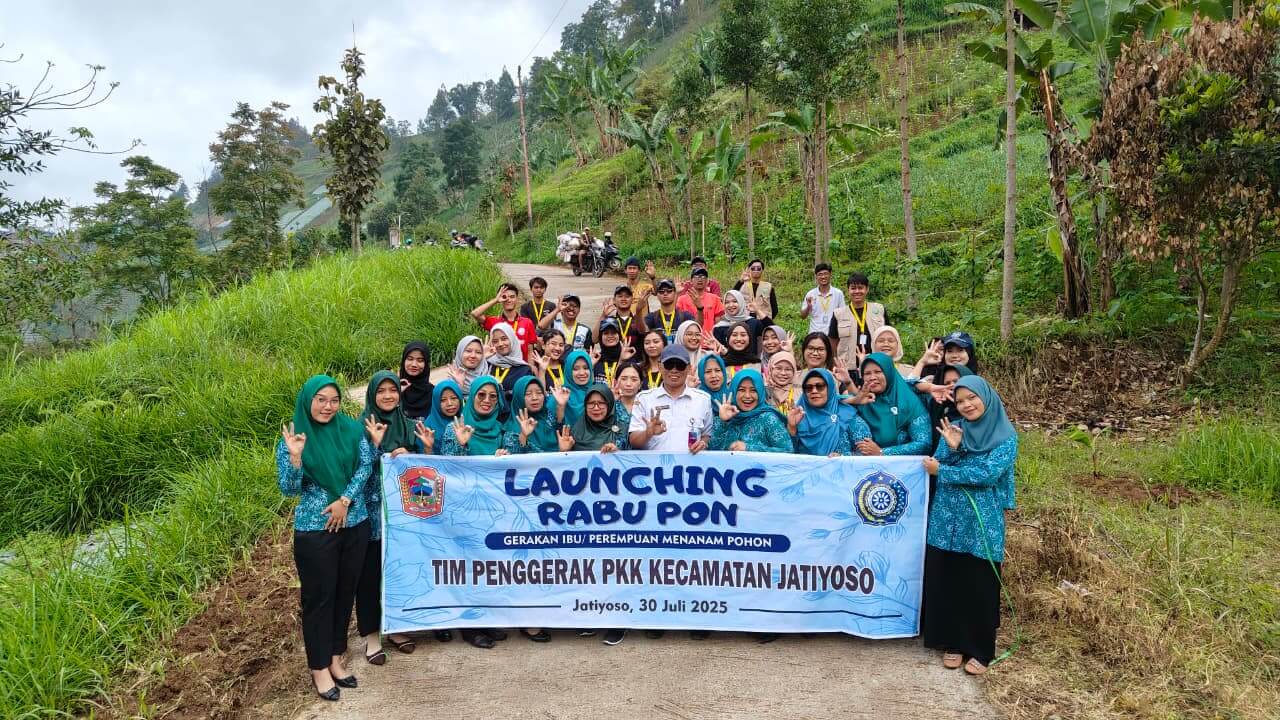 LAUNCHING
RABU PON
GERAKAN IBU/ PEREMPUAN MENANAM POHON
TIM PENGGERAK PKK KECAMATAN JATIYOSO
Jatiyoso, 30 Juli 2025